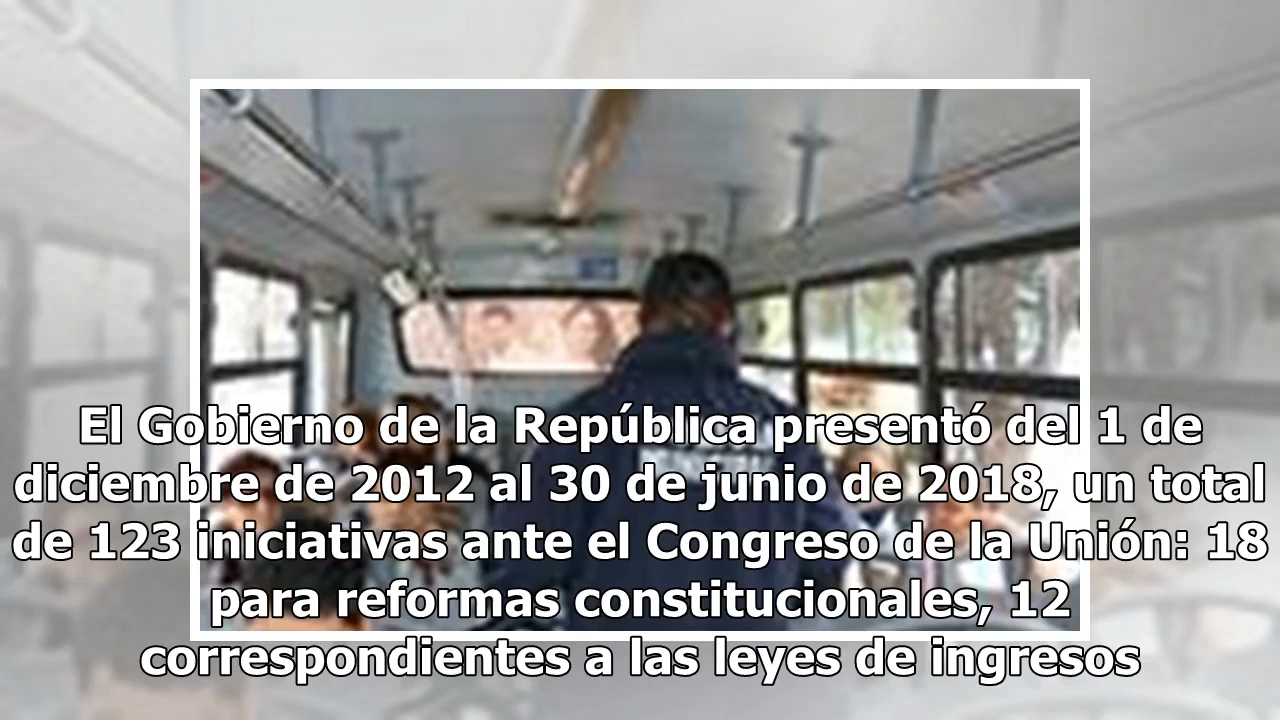 El Gobierno de la República presentó del 1 de
diciembre de 2012 al 30 de junio de 2018, un total
de 123 iniciativas ante el Congreso de la Unión: 18
para reformas constitucionales, 12
correspondientes a las leyes de ingresos